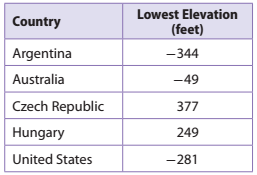 Country Lowest Elevation (feet)
Argentina −344
Australia −49
Czech Republic 377
Hungary 249
United States −281